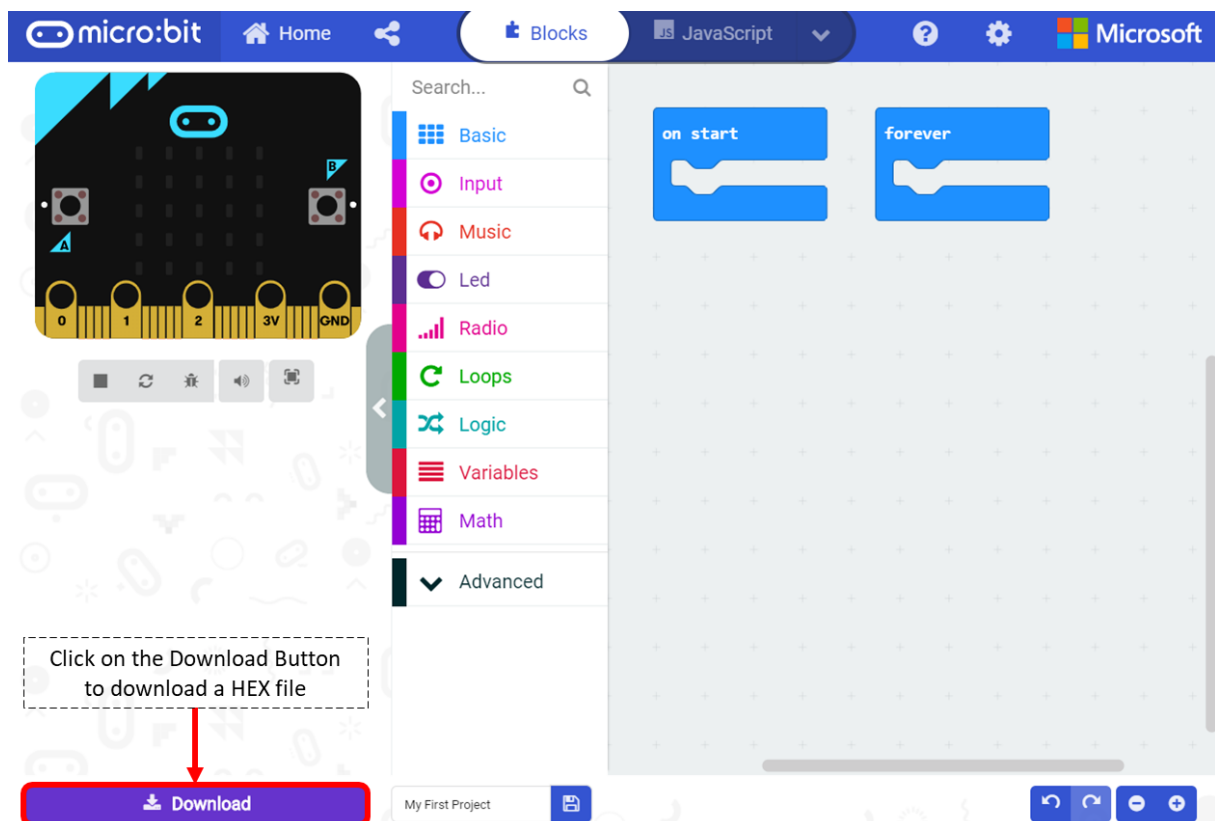 micro:bit
Home
Blocks
JS JavaScript
?
Microsoft
Search...
Basic
Input
Music
Led
Radio
Loops
Logic
Variables
Math
Advanced
on start
forever
B
A
0 1 2 3V GND
Click on the Download Button
to download a HEX file
Download
My First Project